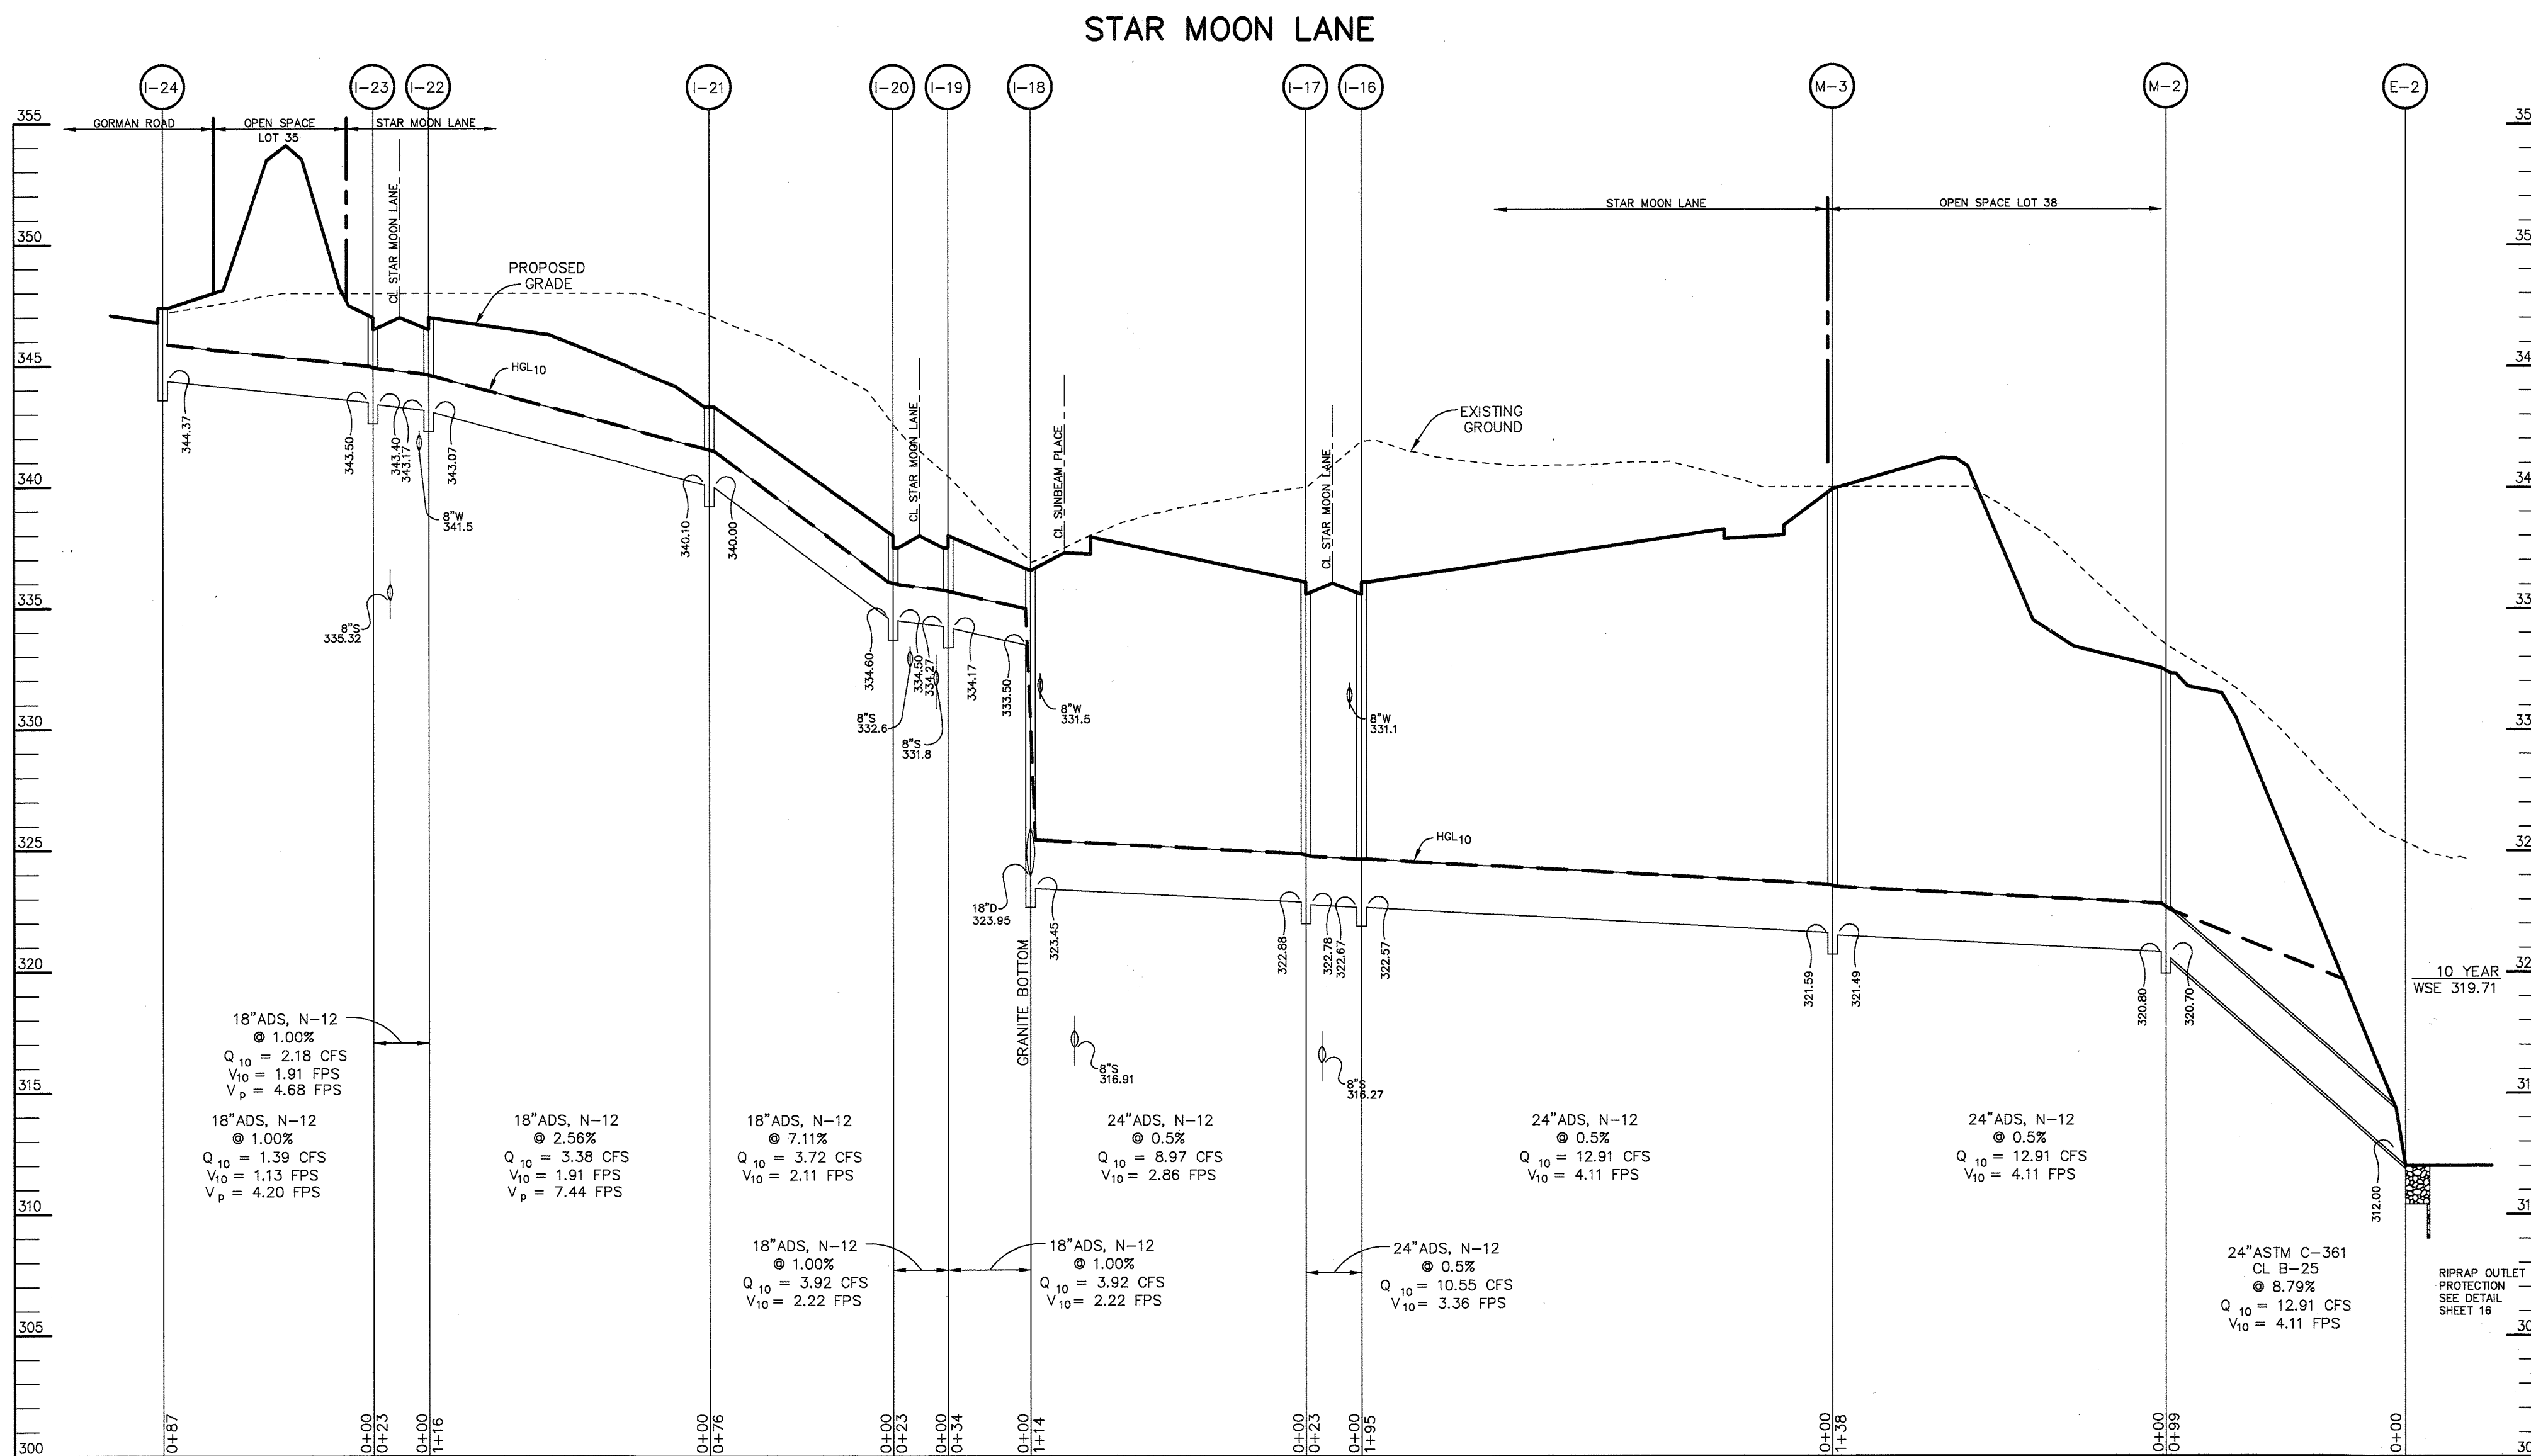 STAR MOON LANE
I-24
I-23
I-22
I-21
I-20
I-19
I-18
I-17
I-16
M-3
M-2
E-2
355
GORMAN ROAD
OPEN SPACE
LOT 35
STAR MOON LANE
350
345
340
335
330
325
320
315
310
305
300
CL STAR MOON LANE
PROPOSED
GRADE
HGL10
344.37
343.50
343.40
343.17
343.07
8"W
341.5
8"S
335.32
340.10
340.00
CL STAR MOON LANE
CL SUNBEAM PLACE
334.60
334.50
334.27
334.17
333.50
8"S
332.6
8"S
331.8
8"W
331.5
CL STAR MOON LANE
EXISTING
GROUND
8"W
331.1
STAR MOON LANE
OPEN SPACE LOT 38
HGL10
18"D
323.95
323.45
GRANITE BOTTOM
322.88
322.78
322.67
322.57
321.59
321.49
320.80
320.70
10 YEAR
WSE 319.71
312.00
8"S
316.91
8"S
316.27
18"ADS, N-12
@ 1.00%
Q10 = 2.18 CFS
V10 = 1.91 FPS
Vp = 4.68 FPS
18"ADS, N-12
@ 1.00%
Q10 = 1.39 CFS
V10 = 1.13 FPS
Vp = 4.20 FPS
18"ADS, N-12
@ 2.56%
Q10 = 3.38 CFS
V10 = 1.91 FPS
Vp = 7.44 FPS
18"ADS, N-12
@ 7.11%
Q10 = 3.72 CFS
V10 = 2.11 FPS
24"ADS, N-12
@ 0.5%
Q10 = 8.97 CFS
V10 = 2.86 FPS
24"ADS, N-12
@ 0.5%
Q10 = 12.91 CFS
V10 = 4.11 FPS
24"ADS, N-12
@ 0.5%
Q10 = 12.91 CFS
V10 = 4.11 FPS
18"ADS, N-12
@ 1.00%
Q10 = 3.92 CFS
V10 = 2.22 FPS
18"ADS, N-12
@ 1.00%
Q10 = 3.92 CFS
V10 = 2.22 FPS
24"ADS, N-12
@ 0.5%
Q10 = 10.55 CFS
V10 = 3.36 FPS
24"ASTM C-361
CL B-25
@ 8.79%
Q10 = 12.91 CFS
V10 = 4.11 FPS
RIPRAP OUTLET
PROTECTION
SEE DETAIL
SHEET 16
0+87
0+00
0+23
0+00
1+16
0+00
0+76
0+00
0+23
0+00
0+34
0+00
1+14
0+00
0+23
0+00
1+95
0+00
1+38
0+00
0+99
0+00